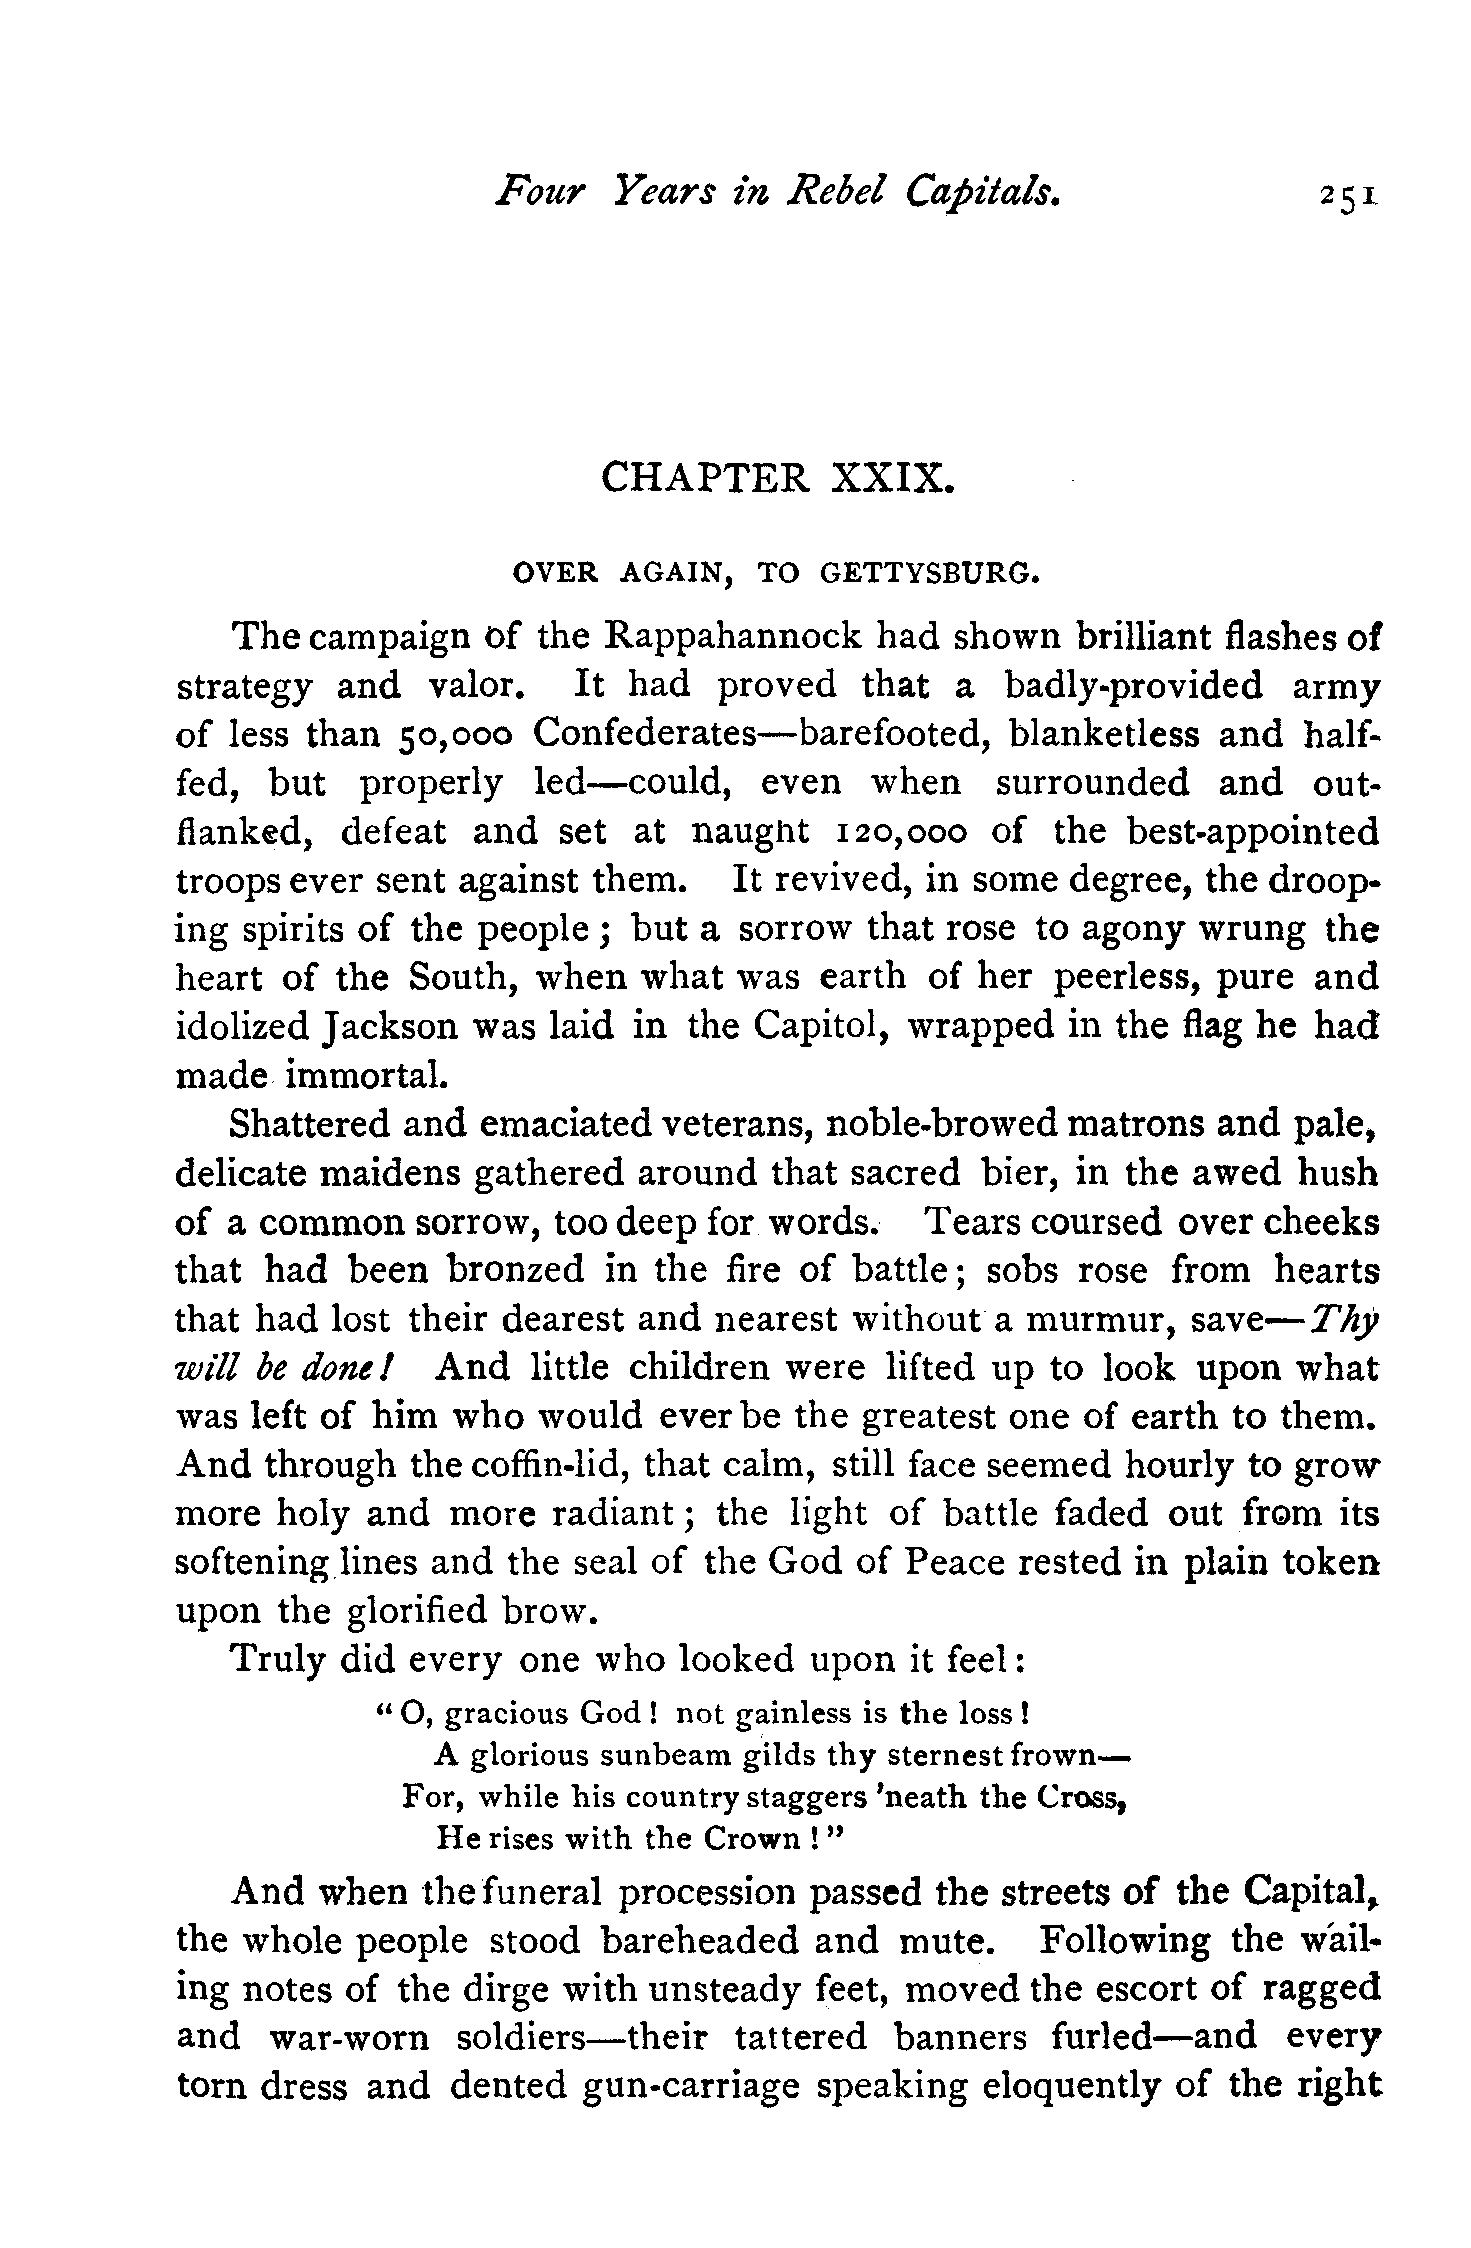 Four Years in Rebel Capitals. 251
CHAPTER XXIX.
OVER AGAIN, TO GETTYSBURG.
The campaign of the Rappahannock had shown brilliant flashes of
strategy and valor. It had proved that a badly-provided army
of less than 50,000 Confederates—barefooted, blanketless and half-
fed, but properly led—could, even when surrounded and out-
flanked, defeat and set at naught 120,000 of the best-appointed
troops ever sent against them. It revived, in some degree, the droop-
ing spirits of the people; but a sorrow that rose to agony wrung the
heart of the South, when what was earth of her peerless, pure and
idolized Jackson was laid in the Capitol, wrapped in the flag he had
made immortal.
Shattered and emaciated veterans, noble-browed matrons and pale,
delicate maidens gathered around that sacred bier, in the awed hush
of a common sorrow, too deep for words. Tears coursed over cheeks
that had been bronzed in the fire of battle; sobs rose from hearts
that had lost their dearest and nearest without a murmur, save—Thy
will be done! And little children were lifted up to look upon what
was left of him who would ever be the greatest one of earth to them.
And through the coffin-lid, that calm, still face seemed hourly to grow
more holy and more radiant; the light of battle faded out from its
softening lines and the seal of the God of Peace rested in plain token
upon the glorified brow.
Truly did every one who looked upon it feel:
"O, gracious God! not gainless is the loss!
A glorious sunbeam gilds thy sternest frown—
For, while his country staggers 'neath the Cross,
He rises with the Crown!"
And when the funeral procession passed the streets of the Capital,
the whole people stood bareheaded and mute. Following the wail-
ing notes of the dirge with unsteady feet, moved the escort of ragged
and war-worn soldiers—their tattered banners furled—and every
torn dress and dented gun-carriage speaking eloquently of the right